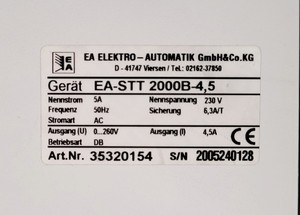 EA ELEKTRO-AUTOMATIK GmbH&Co.KG
EA D - 41747 Viersen / Tel.: 02162-37850
Gerät EA-STT 2000B-4,5
Nennstrom 5A Nennspannung 230 V
Frequenz 50Hz Sicherung 6,3A/T
Stromart AC
Ausgang (U) 0...260V Ausgang (I) 4,5A
Betriebsart DB
Art.Nr. 35320154 S/N 2005240128